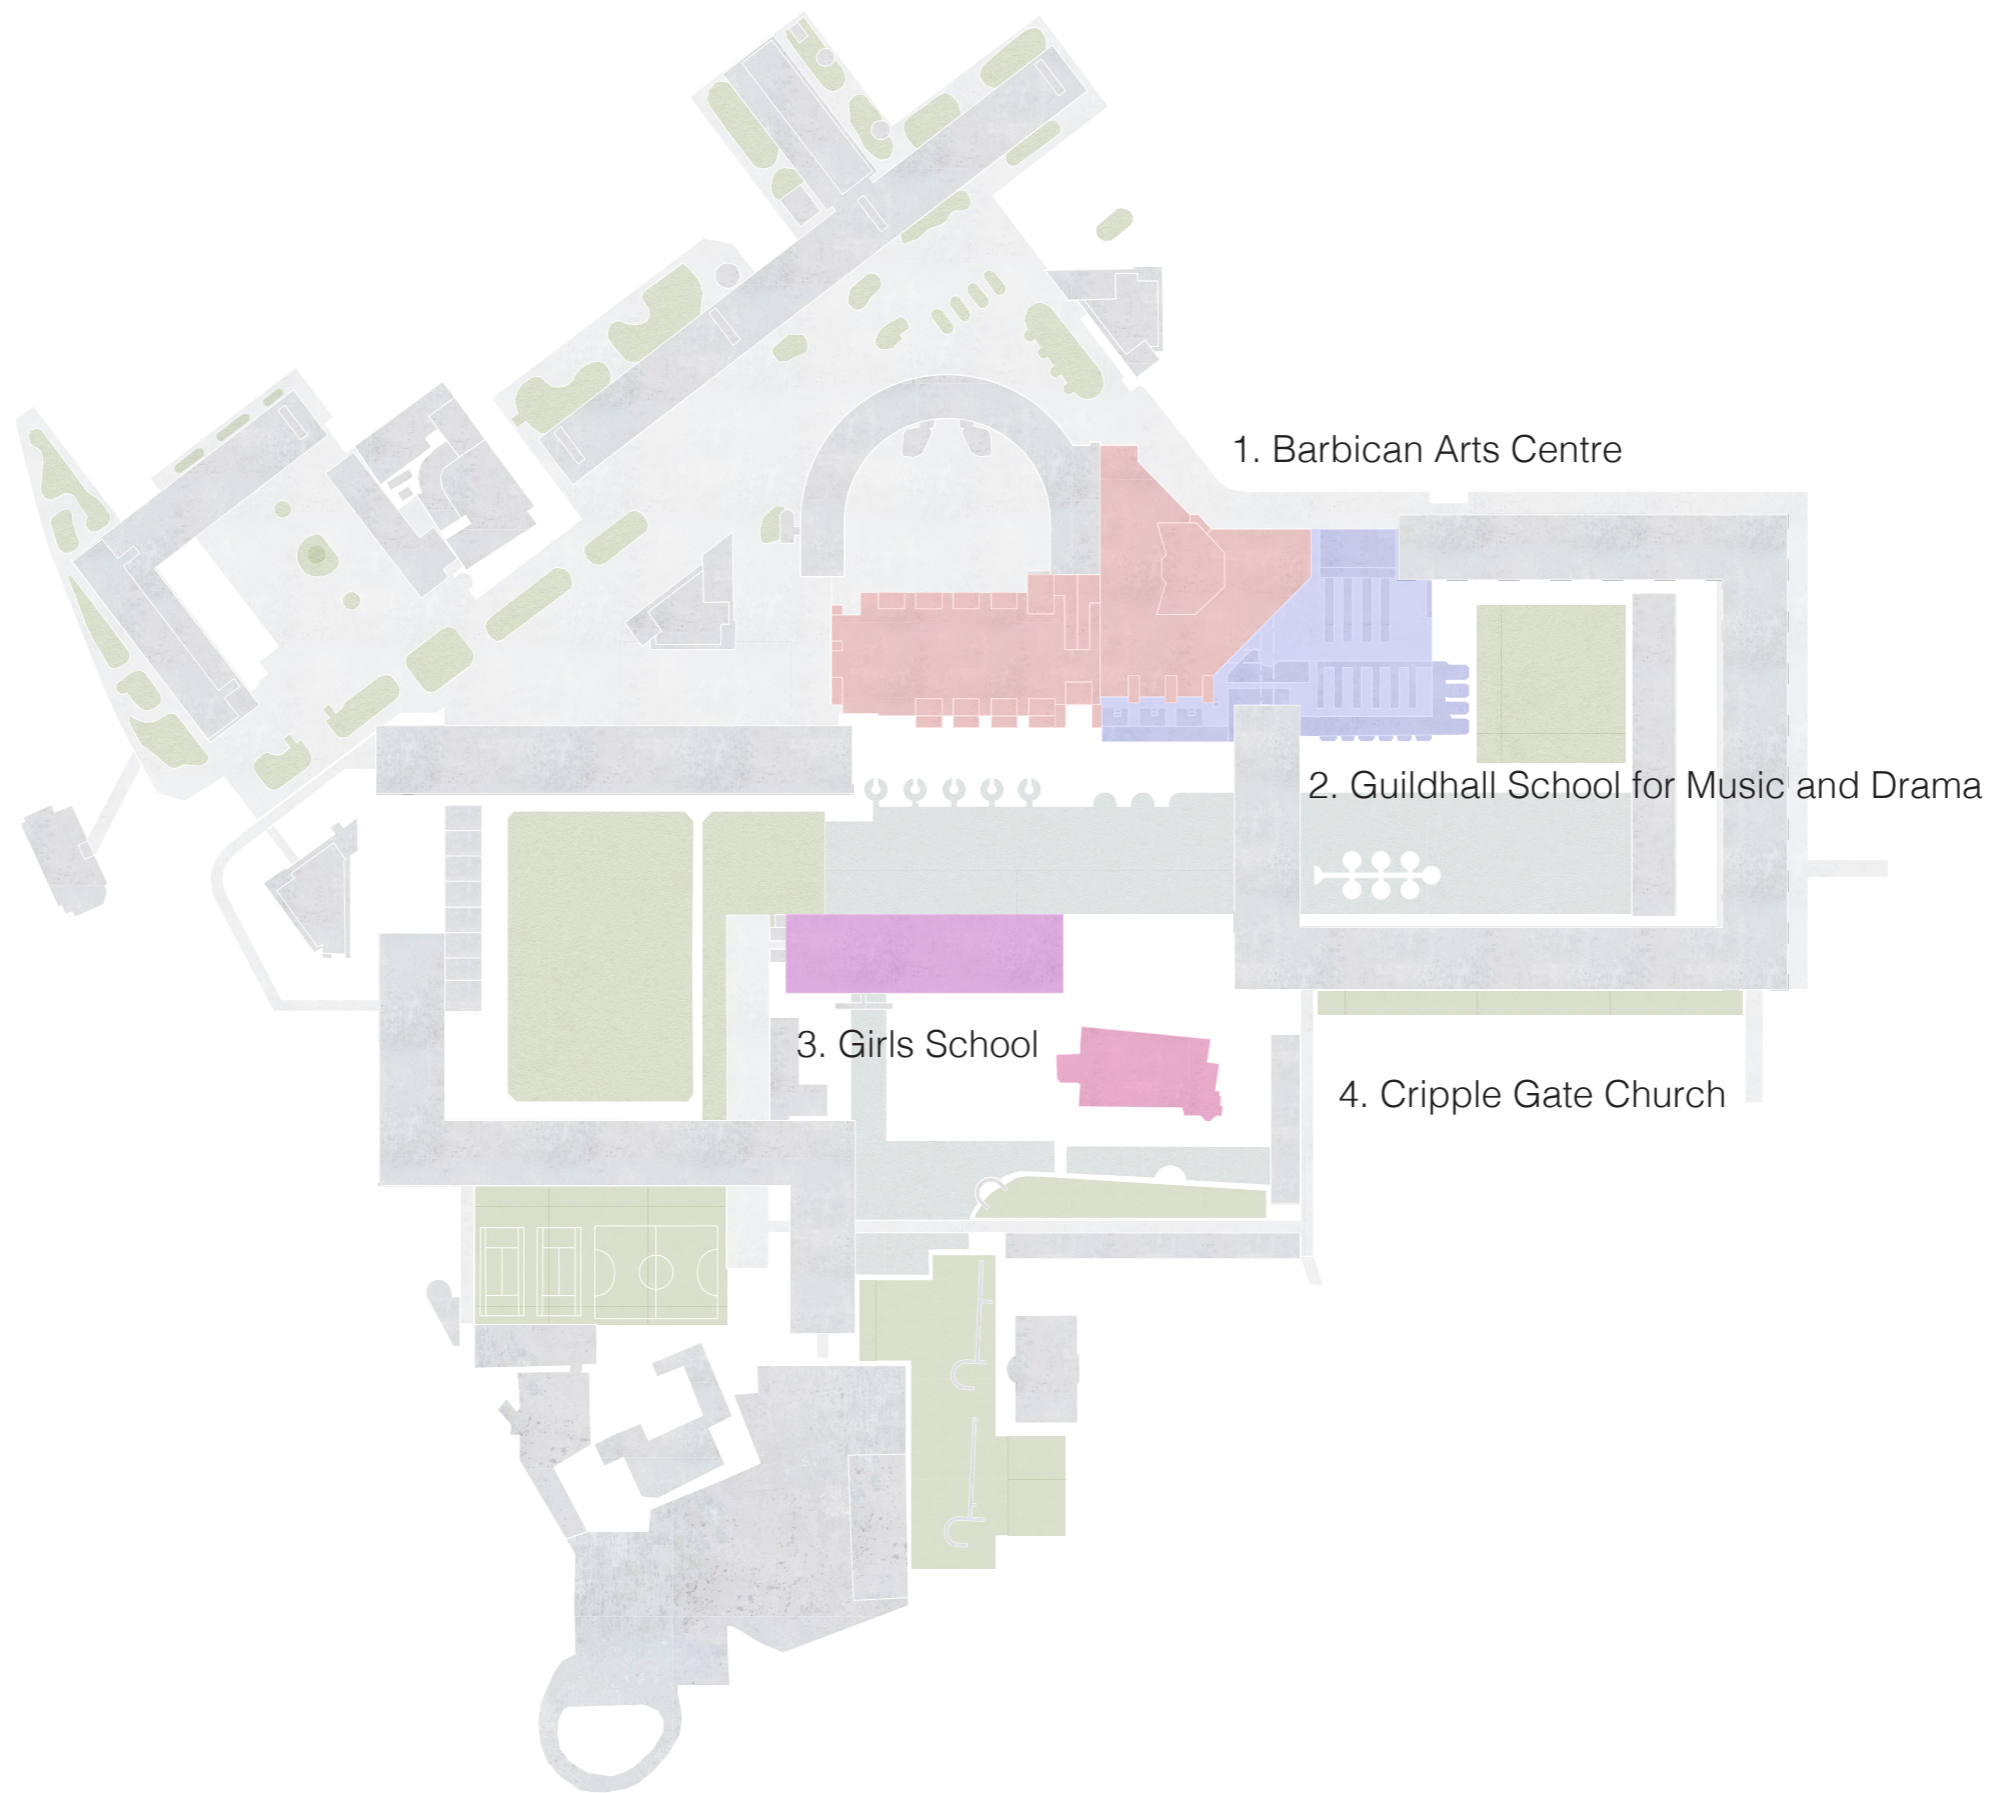 1. Barbican Arts Centre
2. Guildhall School for Music and Drama
3. Girls School
4. Cripple Gate Church